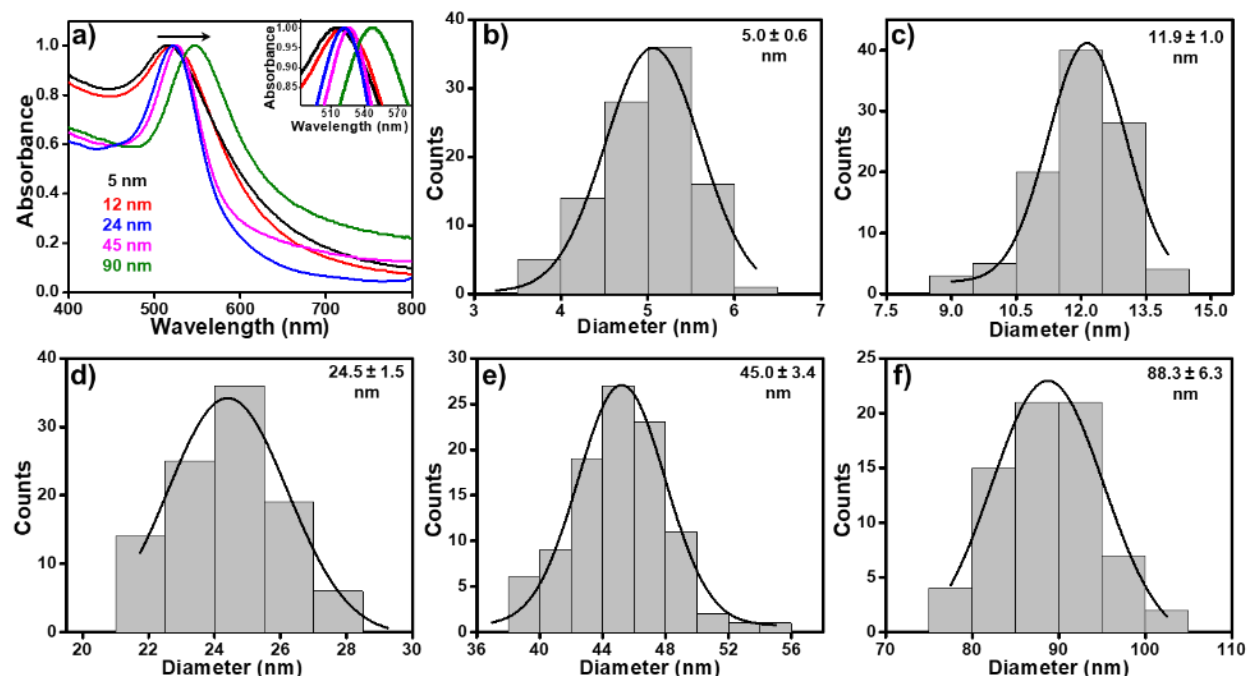 a)
Absorbance
1.0
0.8
0.6
0.4
0.2
0.0
5 nm
12 nm
24 nm
45 nm
90 nm
400 500 600 700 800
Wavelength (nm)
Absorbance
1.00
0.95
0.90
0.85
510 540 570
Wavelength (nm)
b)
5.0 ± 0.6
nm
Counts
40
30
20
10
0
3 4 5 6 7
Diameter (nm)
c)
11.9 ± 1.0
nm
Counts
40
30
20
10
0
7.5 9.0 10.5 12.0 13.5 15.0
Diameter (nm)
d)
24.5 ± 1.5
nm
Counts
40
30
20
10
0
20 22 24 26 28 30
Diameter (nm)
e)
45.0 ± 3.4
nm
Counts
30
25
20
15
10
5
0
36 40 44 48 52 56
Diameter (nm)
f)
88.3 ± 6.3
nm
Counts
25
20
15
10
5
0
70 80 90 100 110
Diameter (nm)